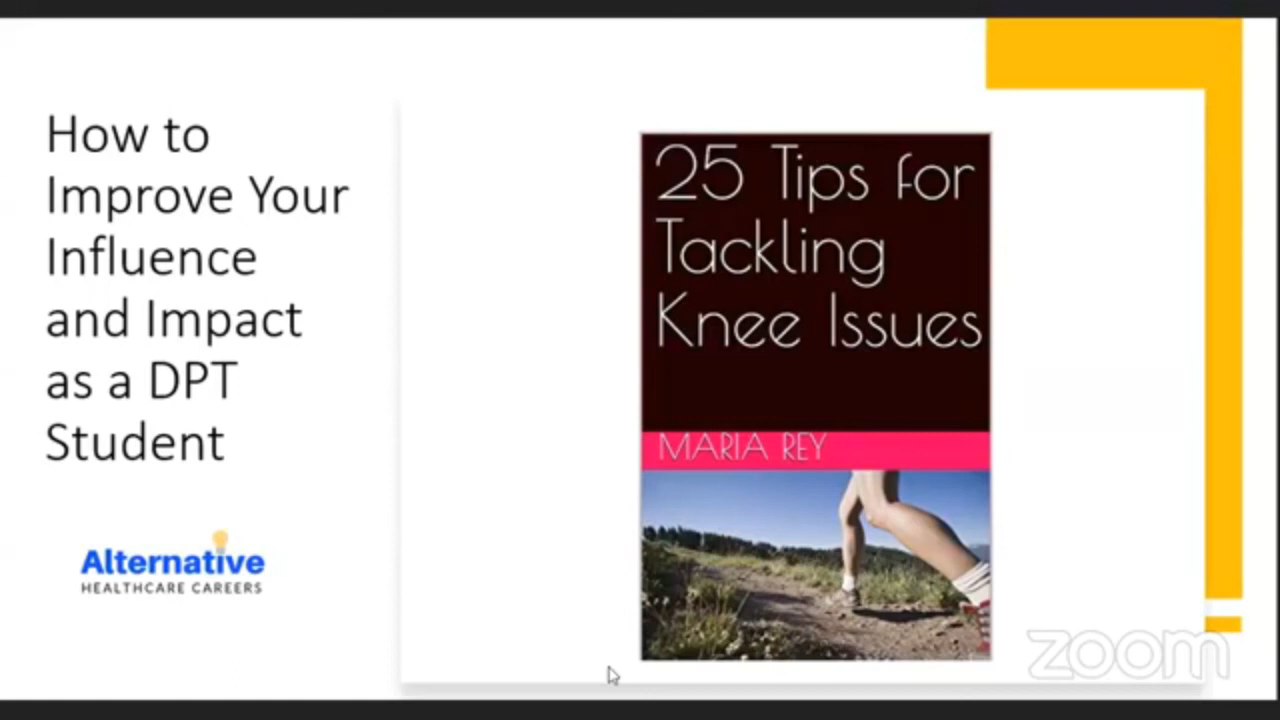 How to
Improve Your
Influence
and Impact
as a DPT
Student
Alternative
HEALTHCARE CAREERS
25 Tips for
Tackling
Knee Issues
MARIA REY
zoom